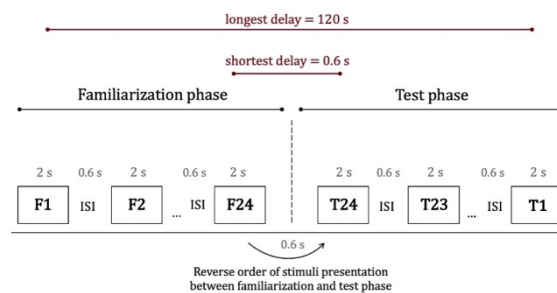 longest delay = 120 s
shortest delay = 0.6 s
Familiarization phase Test phase
2 s 0.6 s 2 s 0.6 s 2 s 2 s 0.6 s 2 s 0.6 s 2 s
F1 ISI F2 ... ISI F24 T24 ISI T23 ... ISI T1
0.6 s
Reverse order of stimuli presentation
between familiarization and test phase